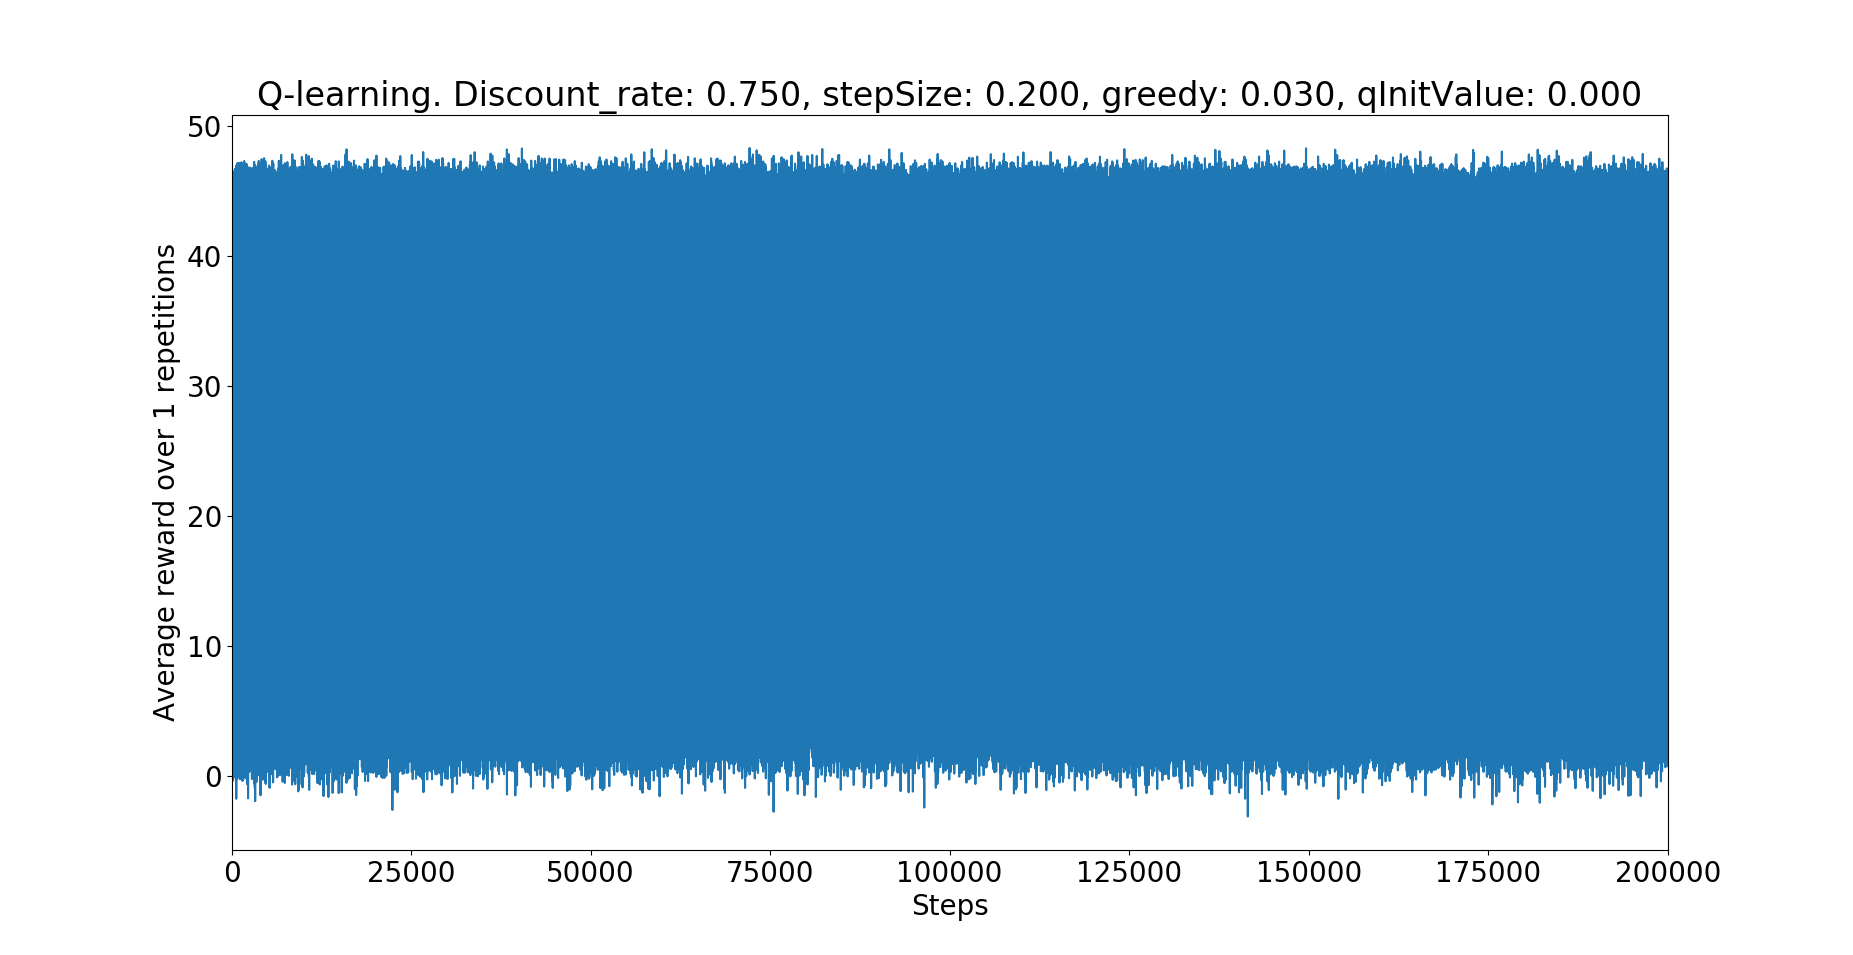 Q-learning. Discount_rate: 0.750, stepSize: 0.200, greedy: 0.030, qInitValue: 0.000
50
40
30
20
10
0
Average reward over 1 repetitions
0 25000 50000 75000 100000 125000 150000 175000 200000
Steps